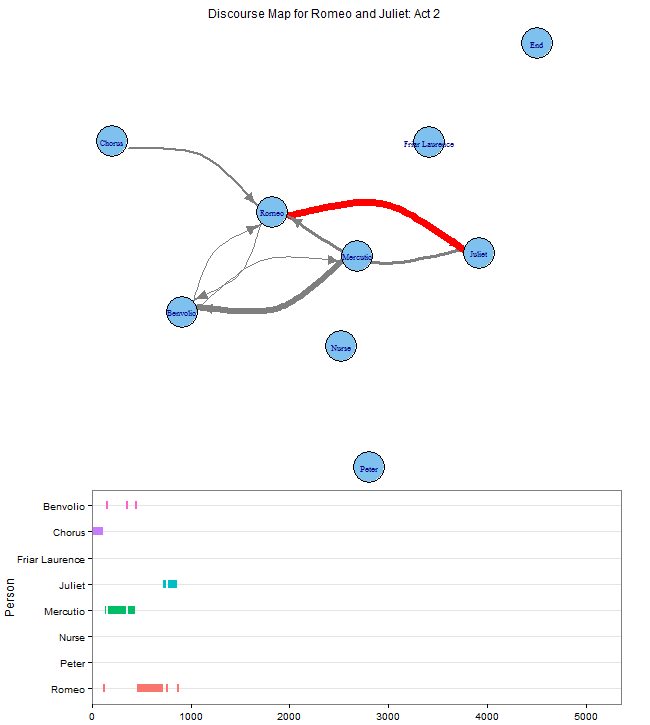 Discourse Map for Romeo and Juliet: Act 2
End
Chorus
Friar Laurence
Romeo
Mercutio
Juliet
Benvolio
Nurse
Peter
Person
Benvolio
Chorus
Friar Laurence
Juliet
Mercutio
Nurse
Peter
Romeo
0 1000 2000 3000 4000 5000